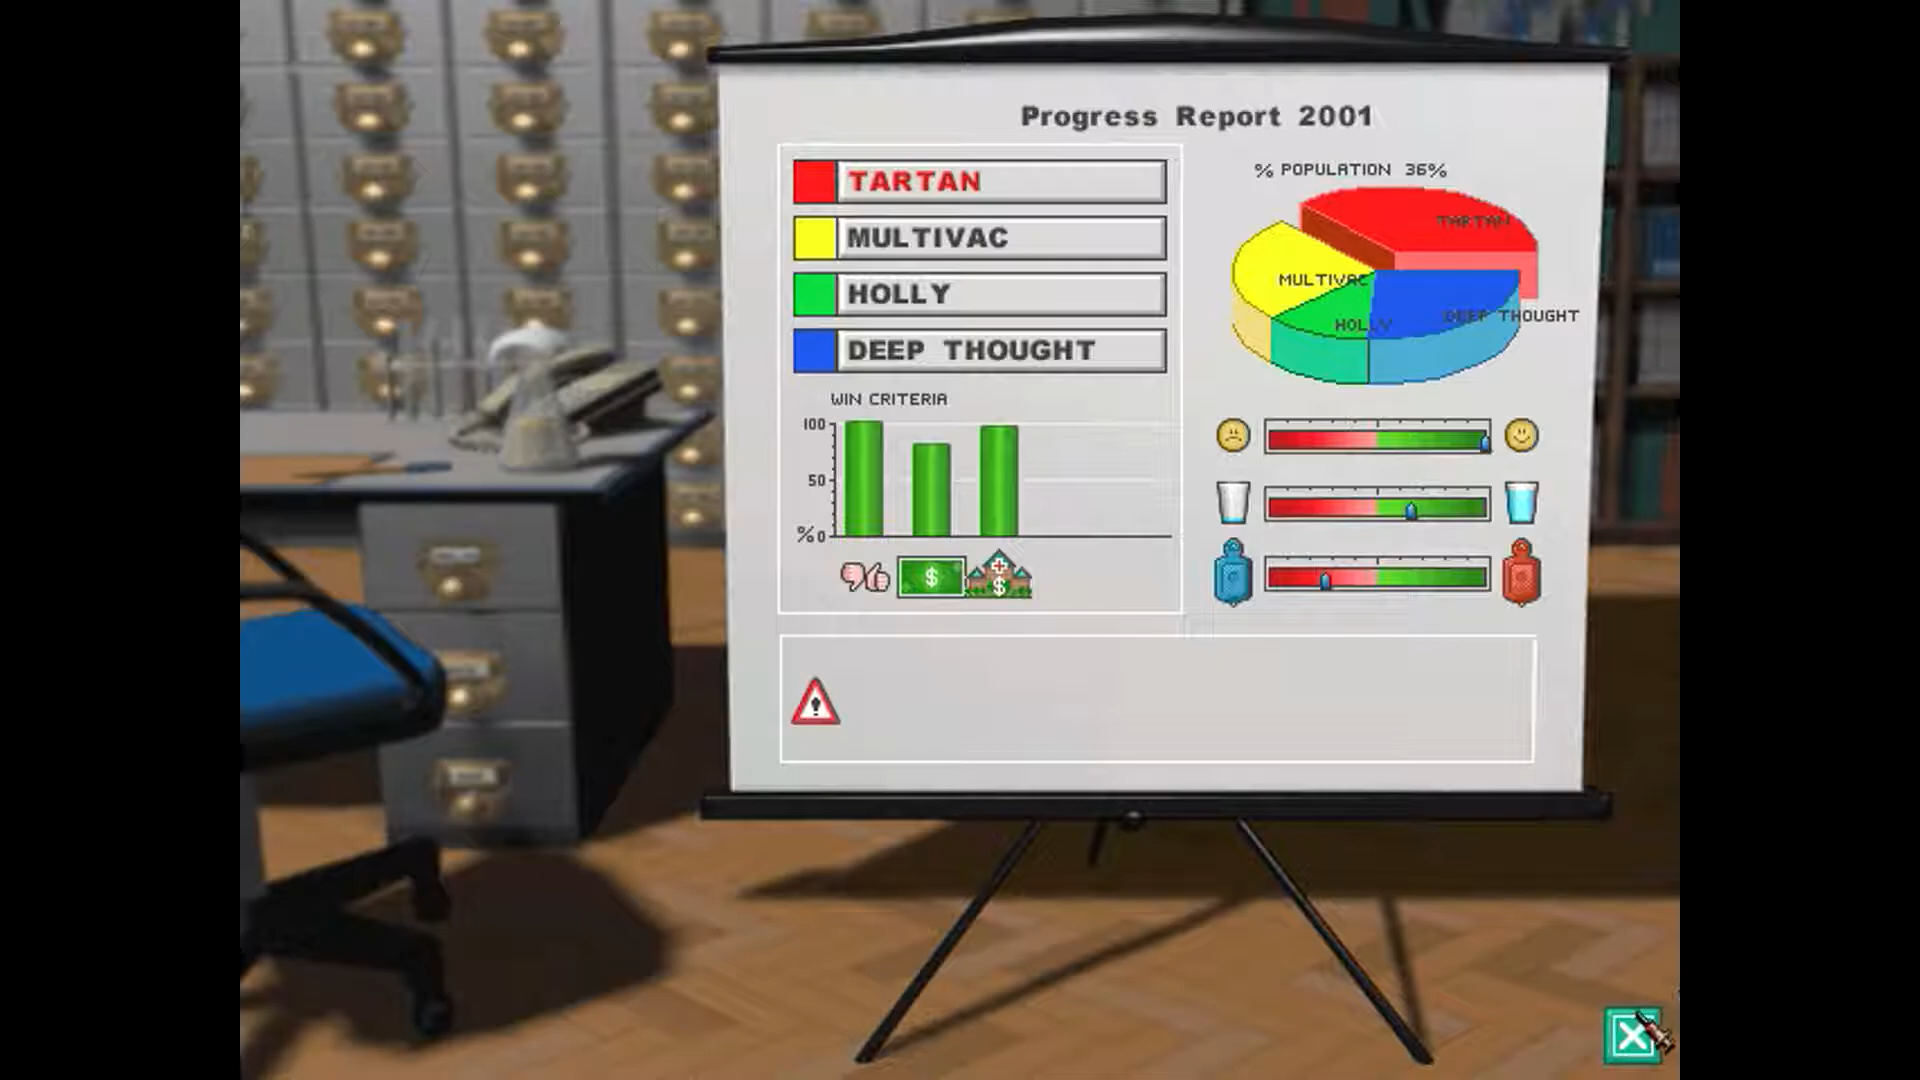 Progress Report 2001
TARTAN
MULTIVAC
HOLLY
DEEP THOUGHT
WIN CRITERIA
100
50
% 0
$
$
% POPULATION 36%
TARTAN
MULTIVAC
HOLLY
DEEP THOUGHT